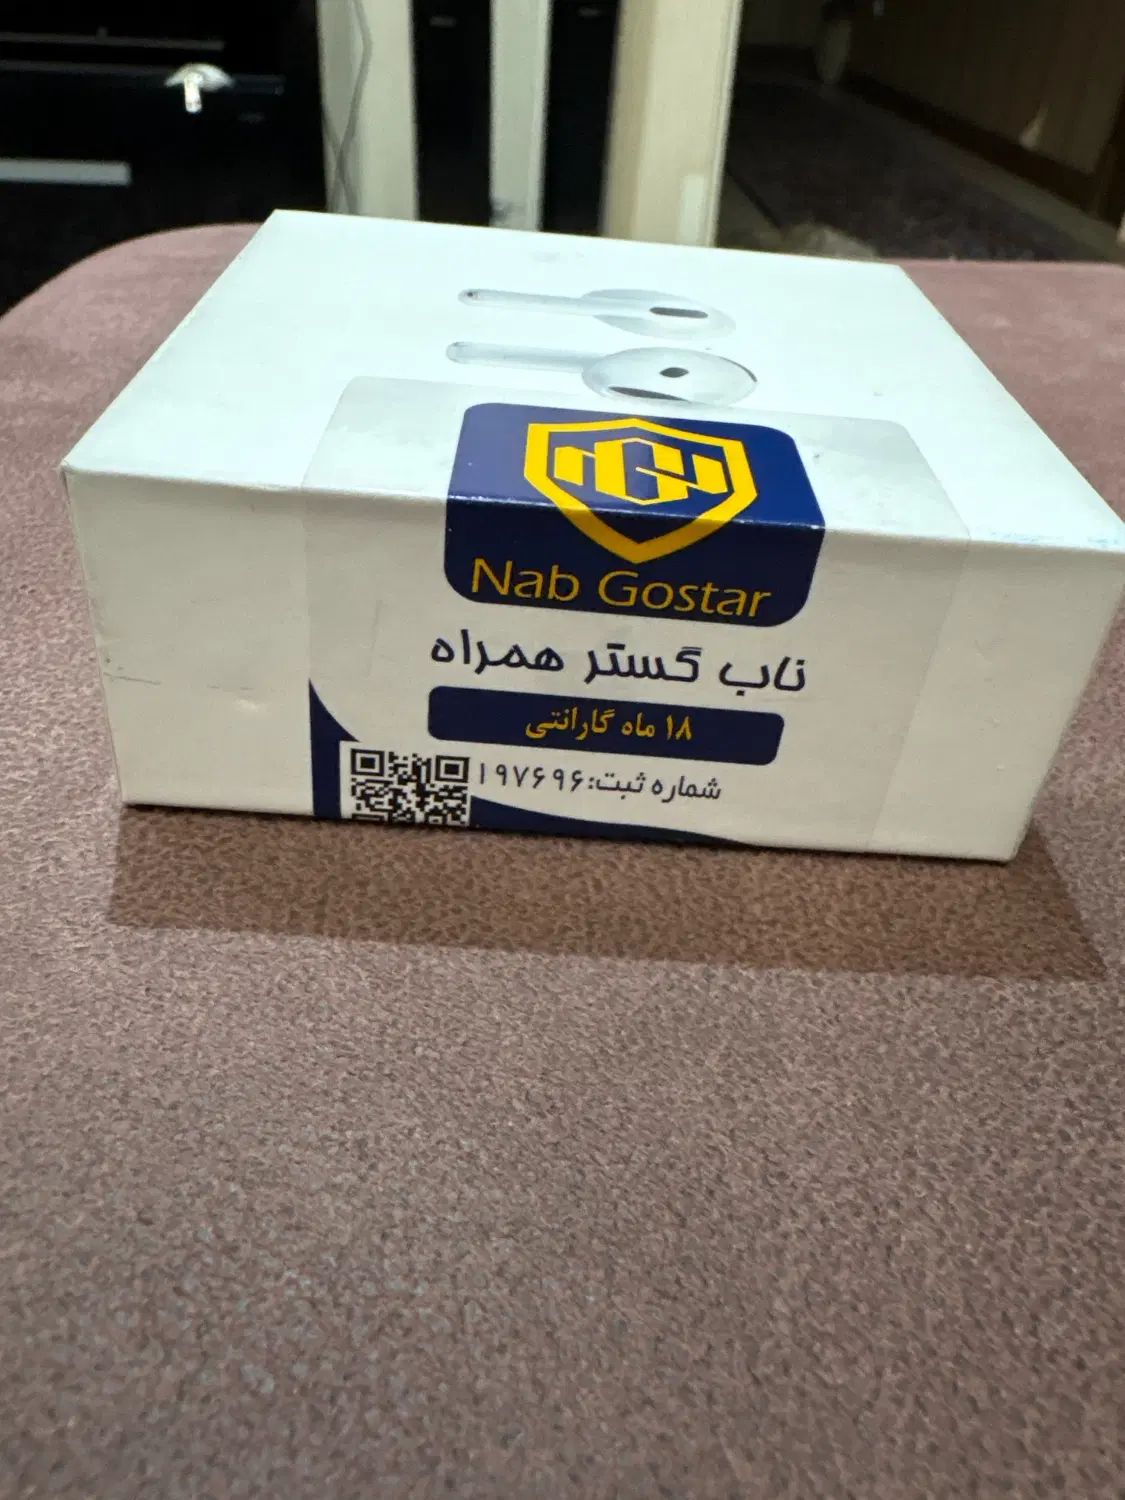 Nab Gostar
ناب گستر همراه
۱۸ ماه گارانتی
شماره ثبت:۱۹۷۶۹۶